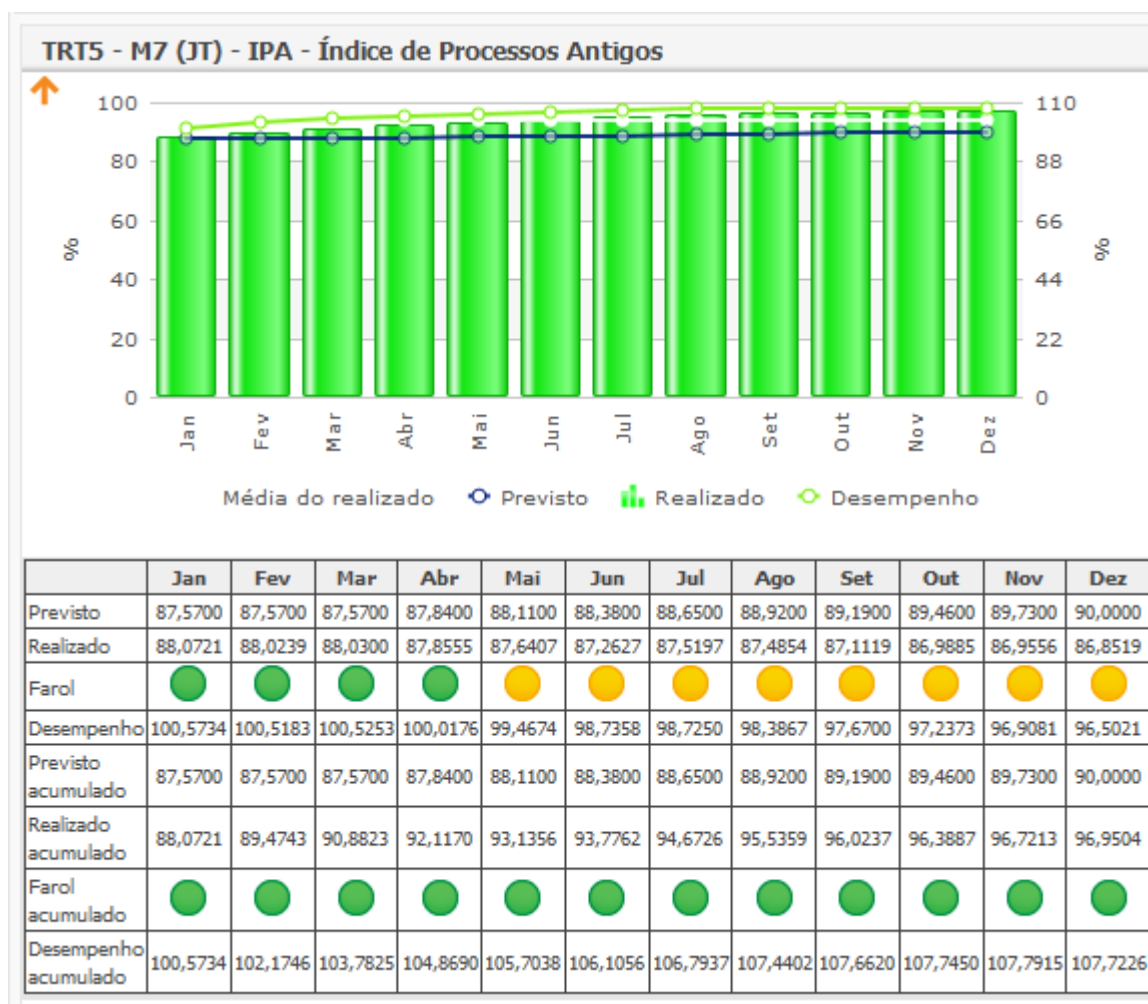 TRT5 - M7 (JT) - IPA - Índice de Processos Antigos
100 110
80 88
60 66
% %
40 44
20 22
0 0
Jan Fev Mar Abr Mai Jun Jul Ago Set Out Nov Dez
Média do realizado Previsto Realizado Desempenho
Jan Fev Mar Abr Mai Jun Jul Ago Set Out Nov Dez
Previsto 87,5700 87,5700 87,5700 87,8400 88,1100 88,3800 88,6500 88,9200 89,1900 89,4600 89,7300 90,0000
Realizado 88,0721 88,0239 88,0300 87,8555 87,6407 87,2627 87,5197 87,4854 87,1119 86,9885 86,9556 86,8519
Farol
Desempenho 100,5734 100,5183 100,5253 100,0176 99,4674 98,7358 98,7250 98,3867 97,6700 97,2373 96,9081 96,5021
Previsto
acumulado 87,5700 87,5700 87,5700 87,8400 88,1100 88,3800 88,6500 88,9200 89,1900 89,4600 89,7300 90,0000
Realizado
acumulado 88,0721 89,4743 90,8823 92,1170 93,1356 93,7762 94,6726 95,5359 96,0237 96,3887 96,7213 96,9504
Farol
acumulado
Desempenho
acumulado 100,5734 102,1746 103,7825 104,8690 105,7038 106,1056 106,7937 107,4402 107,6620 107,7450 107,7915 107,7226